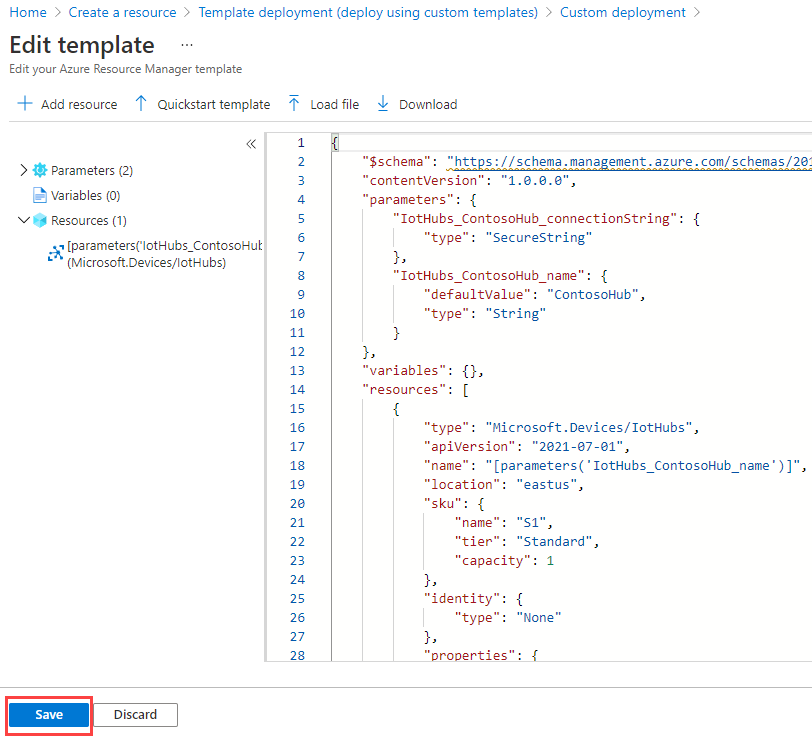 Home > Create a resource > Template deployment (deploy using custom templates) > Custom deployment >
Edit template ...
Edit your Azure Resource Manager template
+ Add resource ↑ Quickstart template ↑ Load file ↓ Download
«
> Parameters (2)
Variables (0)
Resources (1)
[parameters('IotHubs_ContosoHub
(Microsoft.Devices/IotHubs)
1 {
2 "$schema": "https://schema.management.azure.com/schemas/201
3 "contentVersion": "1.0.0.0",
4 "parameters": {
5 "IotHubs_ContosoHub_connectionString": {
6 "type": "SecureString"
7 },
8 "IotHubs_ContosoHub_name": {
9 "defaultValue": "ContosoHub",
10 "type": "String"
11 }
12 },
13 "variables": {},
14 "resources": [
15 {
16 "type": "Microsoft.Devices/IotHubs",
17 "apiVersion": "2021-07-01",
18 "name": "[parameters('IotHubs_ContosoHub_name')]",
19 "location": "eastus",
20 "sku": {
21 "name": "S1",
22 "tier": "Standard",
23 "capacity": 1
24 },
25 "identity": {
26 "type": "None"
27 },
28 "properties": {
Save Discard